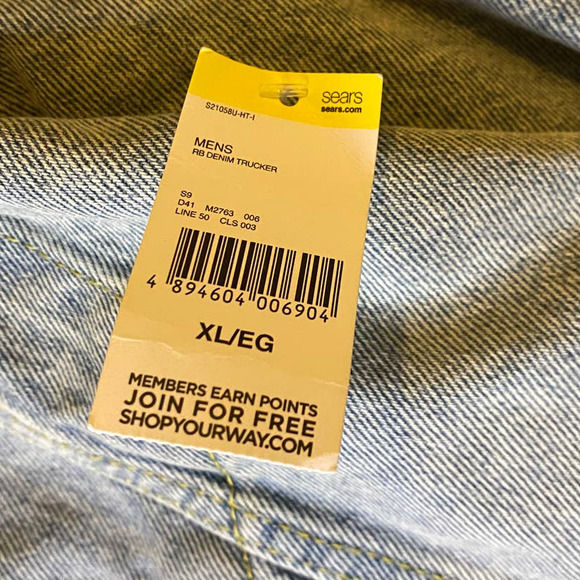 sears
sears.com
S21058U-HT-I
MENS
RB DENIM TRUCKER
S9
D41 M2763 006
LINE 50 CLS 003
4 894604 006904
XL/EG
MEMBERS EARN POINTS
JOIN FOR FREE
SHOPYOURWAY.COM